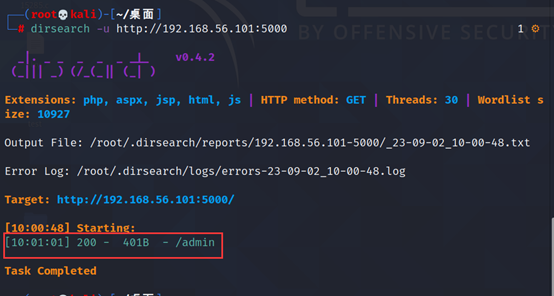 (root💀kali)-[~/桌面]
# dirsearch -u http://192.168.56.101:5000 1 ⚙
BY OFFENSIVE SECURIT
v0.4.2
Extensions: php, aspx, jsp, html, js | HTTP method: GET | Threads: 30 | Wordlist s
ize: 10927
Output File: /root/.dirsearch/reports/192.168.56.101-5000/_23-09-02_10-00-48.txt
Error Log: /root/.dirsearch/logs/errors-23-09-02_10-00-48.log
Target: http://192.168.56.101:5000/
[10:00:48] Starting:
[10:01:01] 200 - 401B - /admin
Task Completed